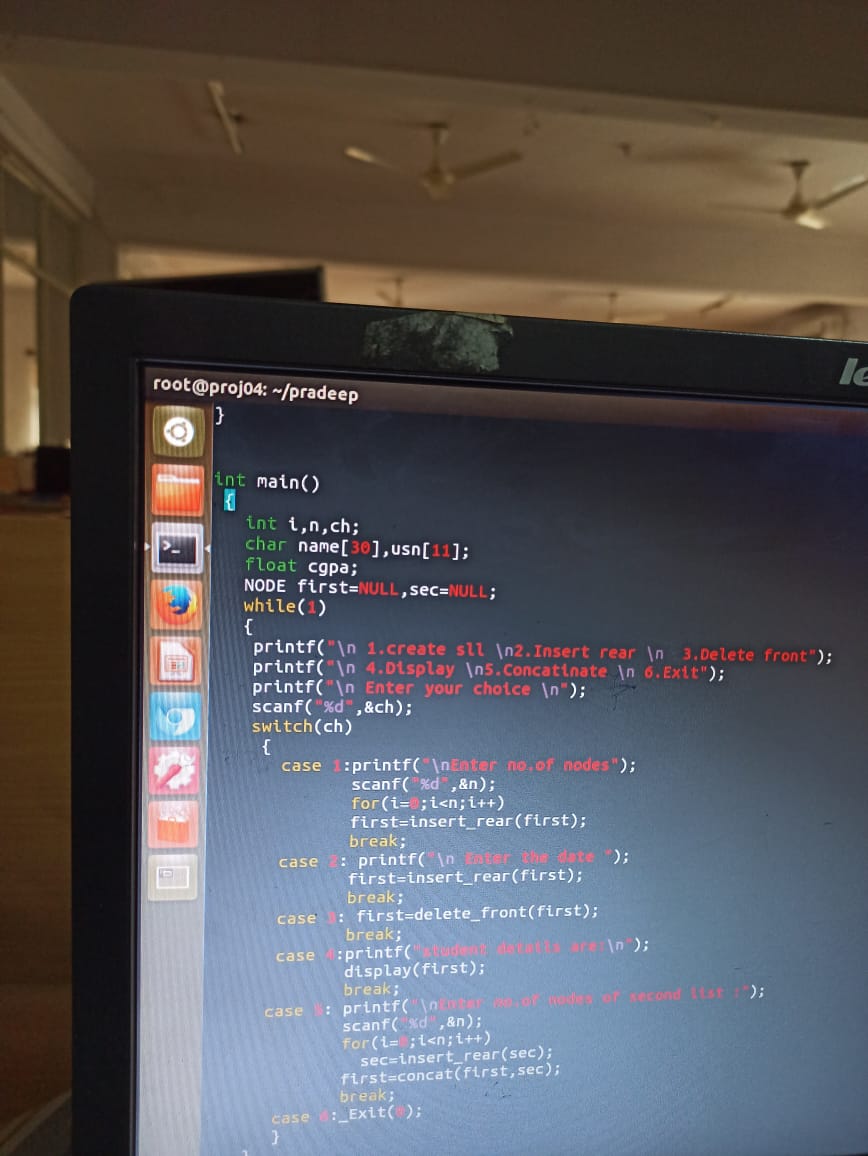 le
root@proj04: ~/pradeep
}
int main()
{
int i,n,ch;
char name[30],usn[11];
float cgpa;
NODE first=NULL,sec=NULL;
while(1)
{
printf("\n 1.create sll \n2.Insert rear \n  3.Delete front");
printf("\n 4.Display \n5.Concatinate \n 6.Exit");
printf("\n Enter your choice \n");
scanf("%d",&ch);
switch(ch)
{
case 1:printf("\nEnter no.of nodes");
scanf("%d",&n);
for(i=0;i<n;i++)
first=insert_rear(first);
break;
case 2: printf("\n Enter the date ");
first=insert_rear(first);
break;
case 3: first=delete_front(first);
break;
case 4:printf("student details are:\n");
display(first);
break;
case 5: printf("\nEnter no.of nodes of second list :");
scanf("%d",&n);
for(i=0;i<n;i++)
sec=insert_rear(sec);
first=concat(first,sec);
break;
case 6:_Exit(0);
}
}